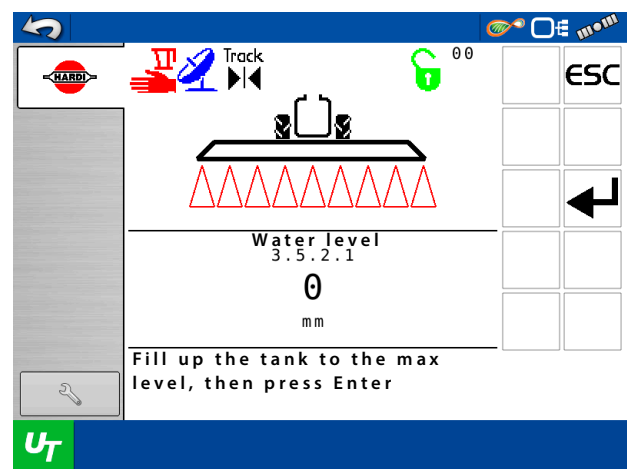 Track
00
ESC
HARDI
Water level
3.5.2.1
0
mm
Fill up the tank to the max
level, then press Enter
UT